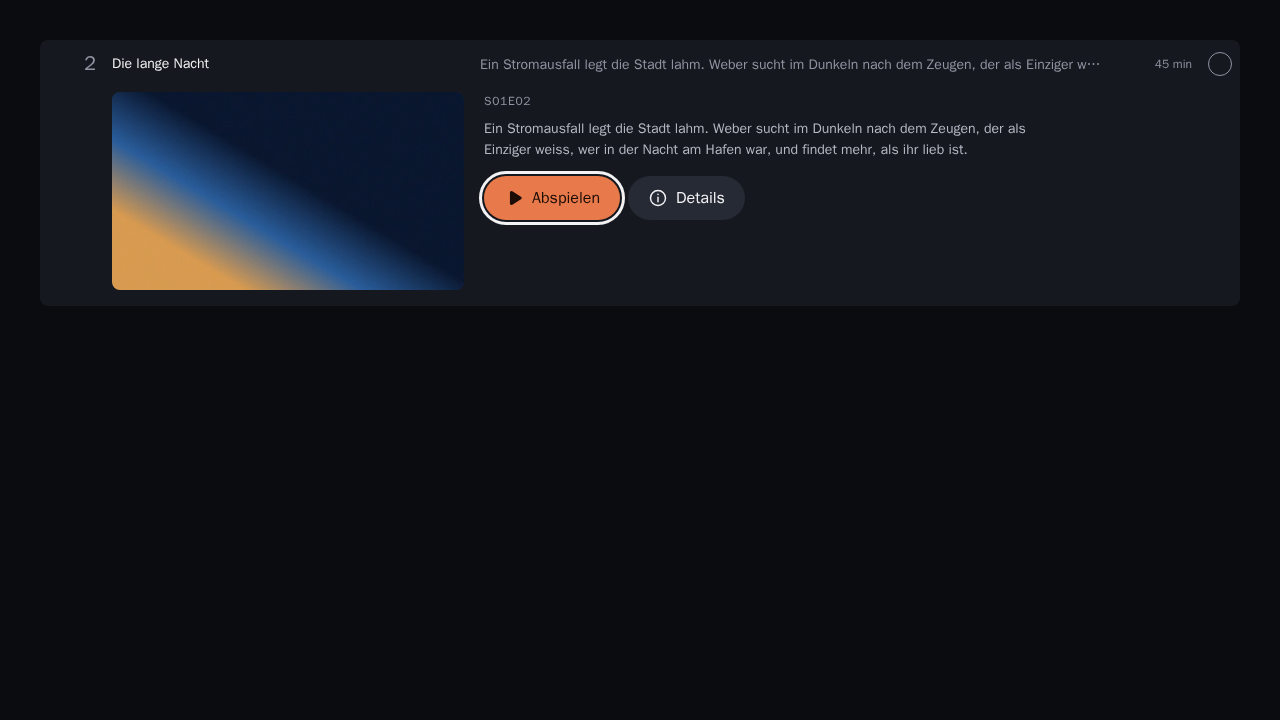 2 Die lange Nacht Ein Stromausfall legt die Stadt lahm. Weber sucht im Dunkeln nach dem Zeugen, der als Einziger w··· 45 min
S01E02
Ein Stromausfall legt die Stadt lahm. Weber sucht im Dunkeln nach dem Zeugen, der als
Einziger weiss, wer in der Nacht am Hafen war, und findet mehr, als ihr lieb ist.
Abspielen Details